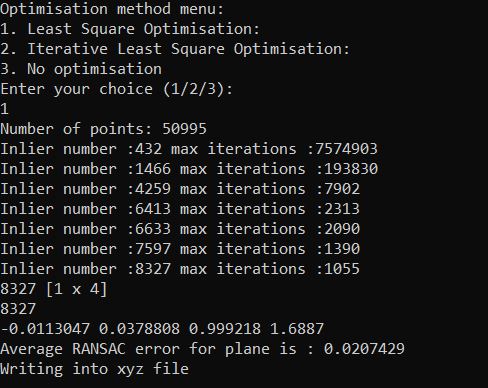 Optimisation method menu:
1. Least Square Optimisation:
2. Iterative Least Square Optimisation:
3. No optimisation
Enter your choice (1/2/3):
1
Number of points: 50995
Inlier number :432 max iterations :7574903
Inlier number :1466 max iterations :193830
Inlier number :4259 max iterations :7902
Inlier number :6413 max iterations :2313
Inlier number :6633 max iterations :2090
Inlier number :7597 max iterations :1390
Inlier number :8327 max iterations :1055
8327 [1 x 4]
8327
-0.0113047 0.0378808 0.999218 1.6887
Average RANSAC error for plane is : 0.0207429
Writing into xyz file